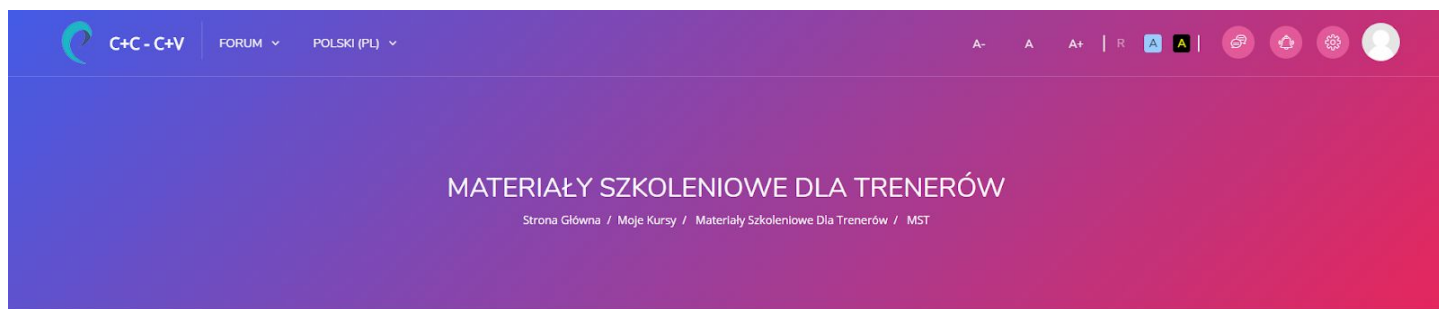 C+C - C+V FORUM POLSKI (PL) A- A A+ R A A
MATERIAŁY SZKOLENIOWE DLA TRENERÓW
Strona Główna / Moje Kursy / Materiały Szkoleniowe Dla Trenerów / MST